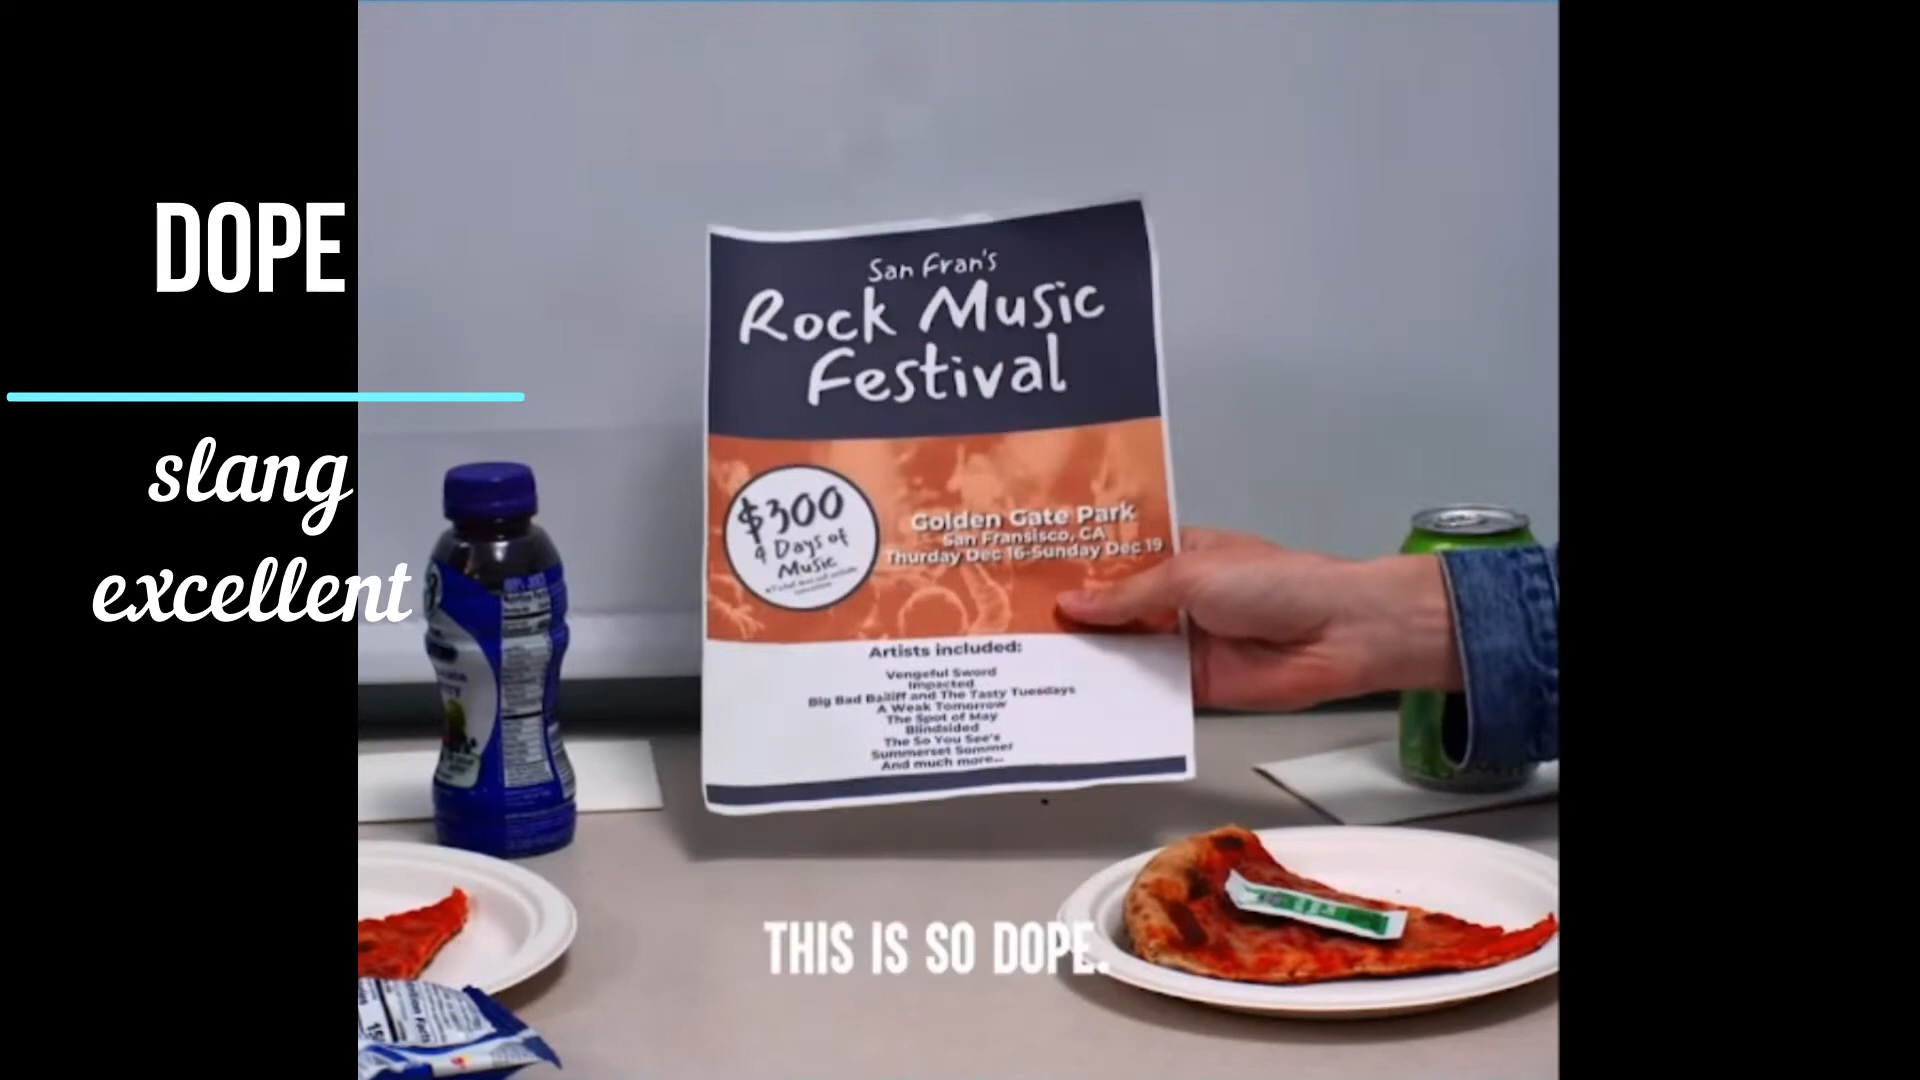 DOPE
slang
excellent
San Fran's
Rock Music
Festival
$300
4 Days of
Music
Golden Gate Park
San Fransisco, CA
Thurday Dec 16-Sunday Dec 19
Artists included:
Vengeful Sword
Impacted
Big Bad Bailiff and The Tasty Tuesdays
A Weak Tomorrow
The Spot of May
Blindsided
The So You See's
Summerset Sommer
And much more...
THIS IS SO DOPE.